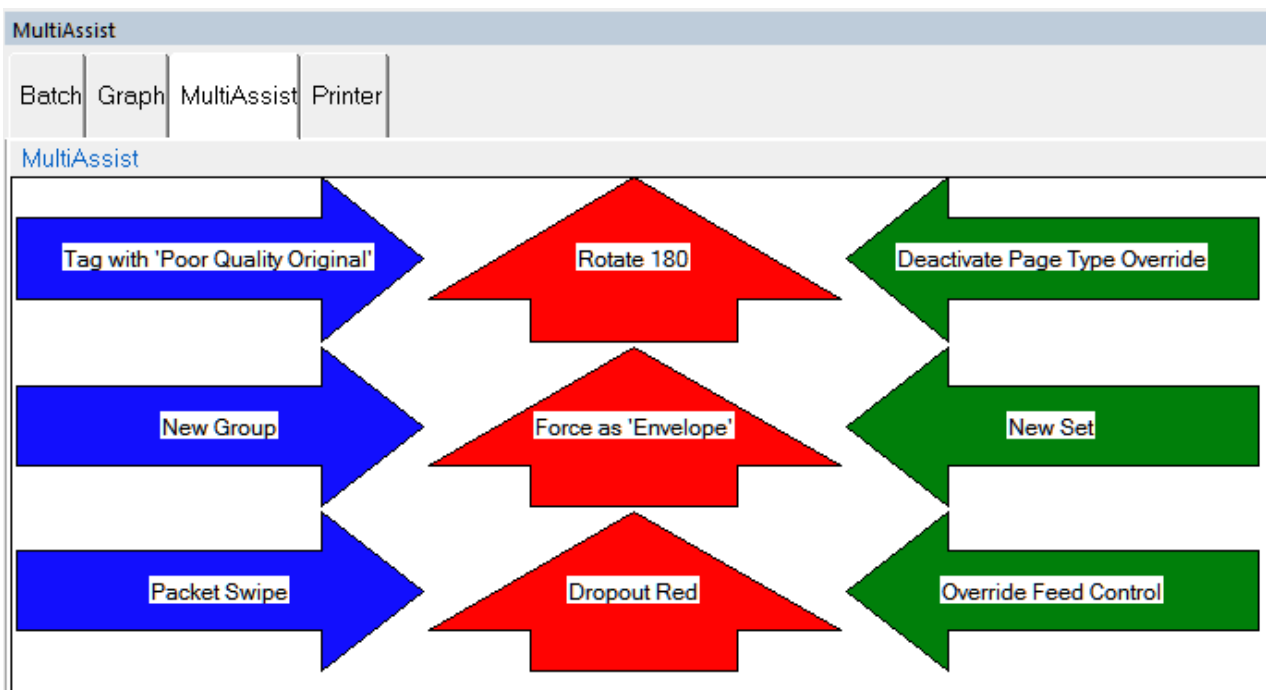 MultiAssist
Batch Graph MultiAssist Printer
MultiAssist
Tag with 'Poor Quality Original' Rotate 180 Deactivate Page Type Override
New Group Force as 'Envelope' New Set
Packet Swipe Dropout Red Override Feed Control